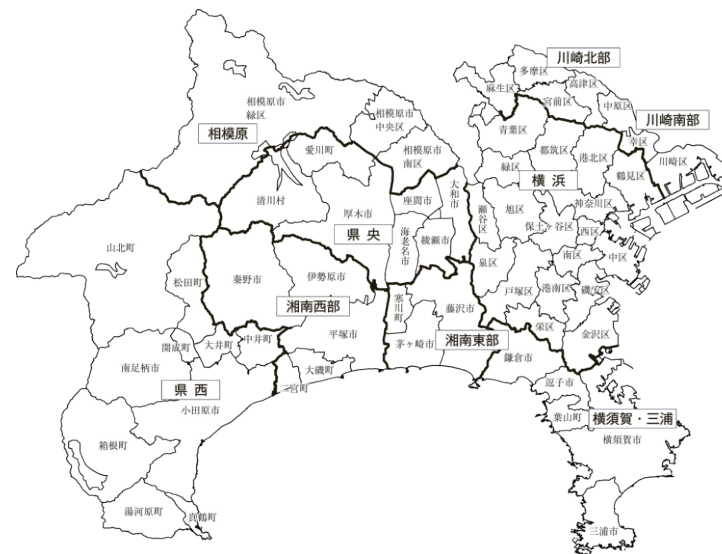 川崎北部
多摩区
麻生区
高津区
宮前区
中原区
川崎南部
幸区
川崎区
相模原市
緑区
相模原市
中央区
相模原市
南区
相模原
青葉区
都筑区
港北区
鶴見区
緑区
横浜
神奈川区
旭区
保土ヶ谷区
西区
瀬谷区
南区
中区
泉区
戸塚区
港南区
磯子区
栄区
金沢区
愛川町
清川村
厚木市
県央
座間市
大和市
海老名市
綾瀬市
山北町
松田町
秦野市
伊勢原市
湘南西部
平塚市
寒川町
藤沢市
茅ヶ崎市
湘南東部
鎌倉市
開成町
大井町
中井町
南足柄市
大磯町
二宮町
県西
小田原市
逗子市
葉山町
横須賀・三浦
横須賀市
箱根町
湯河原町
真鶴町
三浦市